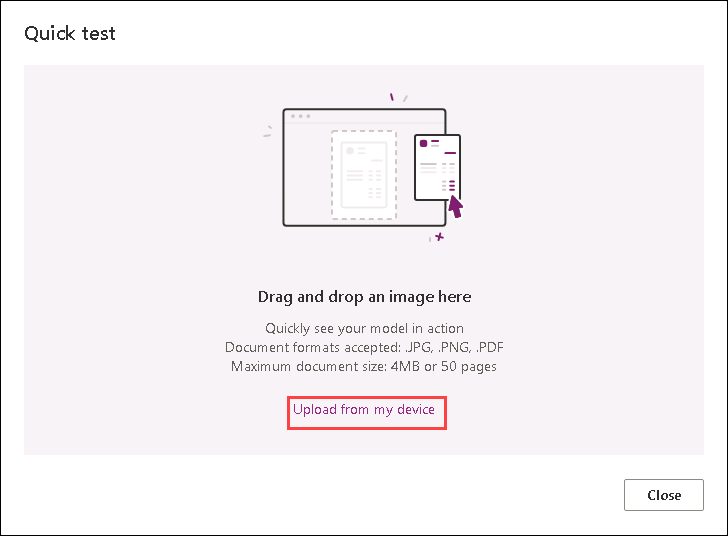 Quick test
Drag and drop an image here
Quickly see your model in action
Document formats accepted: .JPG, .PNG, .PDF
Maximum document size: 4MB or 50 pages
Upload from my device
Close